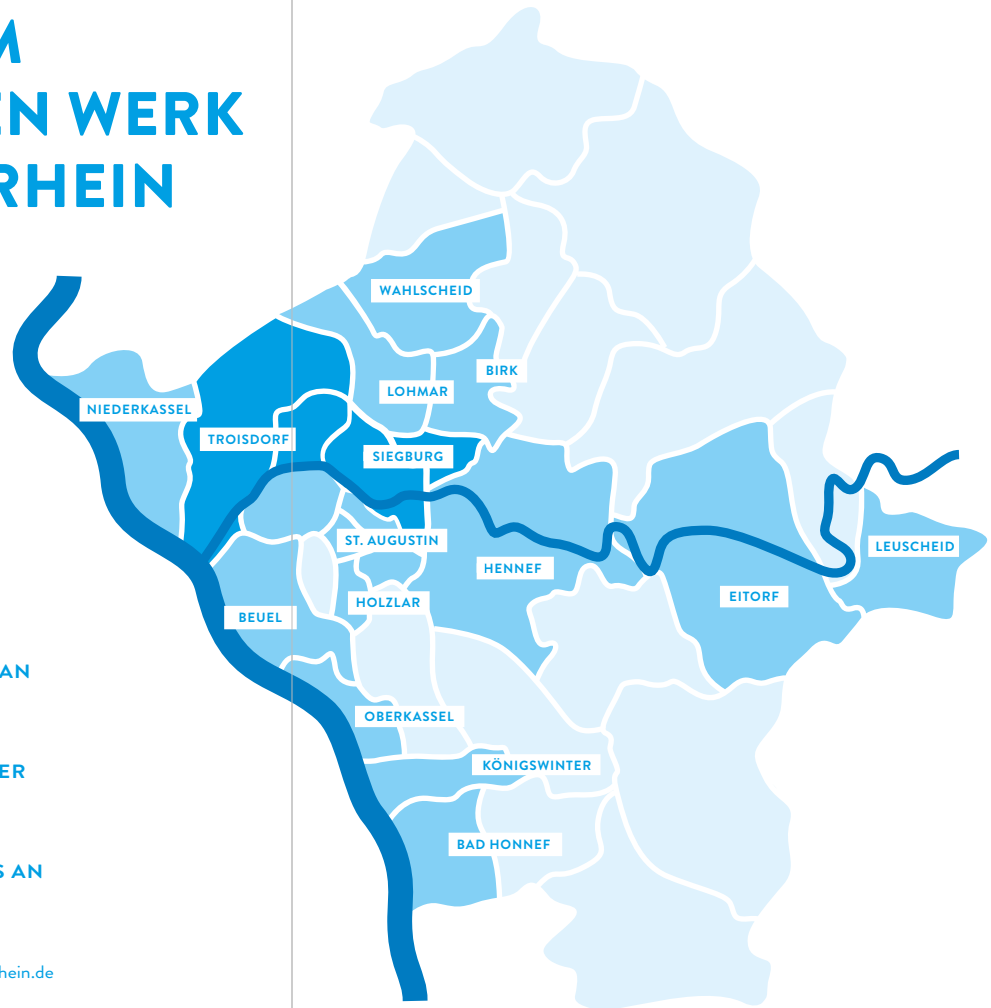 M
EN WERK
RHEIN
WAHLSCHEID
BIRK
LOHMAR
NIEDERKASSEL
TROISDORF
SIEGBURG
ST. AUGUSTIN
LEUSCHEID
HENNEF
EITORF
HOLZLAR
BEUEL
AN
OBERKASSEL
KÖNIGSWINTER
ER
BAD HONNEF
S AN
hein.de